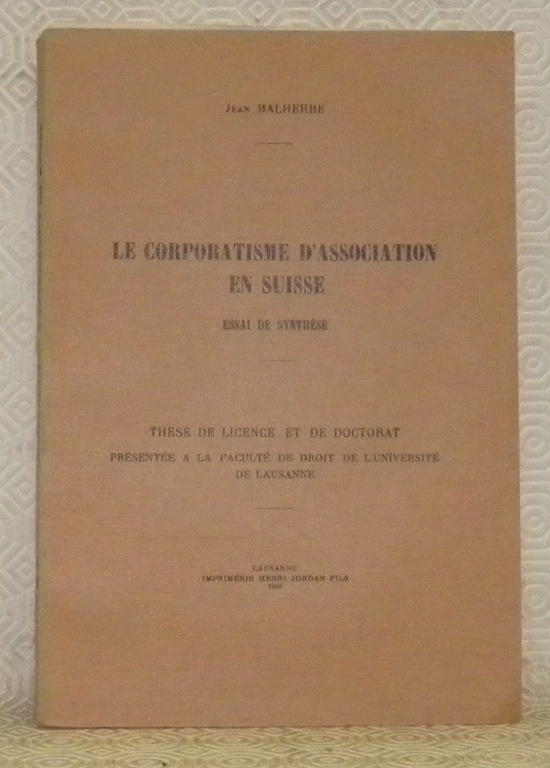 Jean MALHERBE
LE CORPORATISME D'ASSOCIATION
EN SUISSE
ESSAI DE SYNTHÈSE
THESE DE LICENCE ET DE DOCTORAT
PRÉSENTÉE A LA FACULTÉ DE DROIT DE L'UNIVERSITÉ
DE LAUSANNE
LAUSANNE
IMPRIMERIE HENRI JORDAN FILS